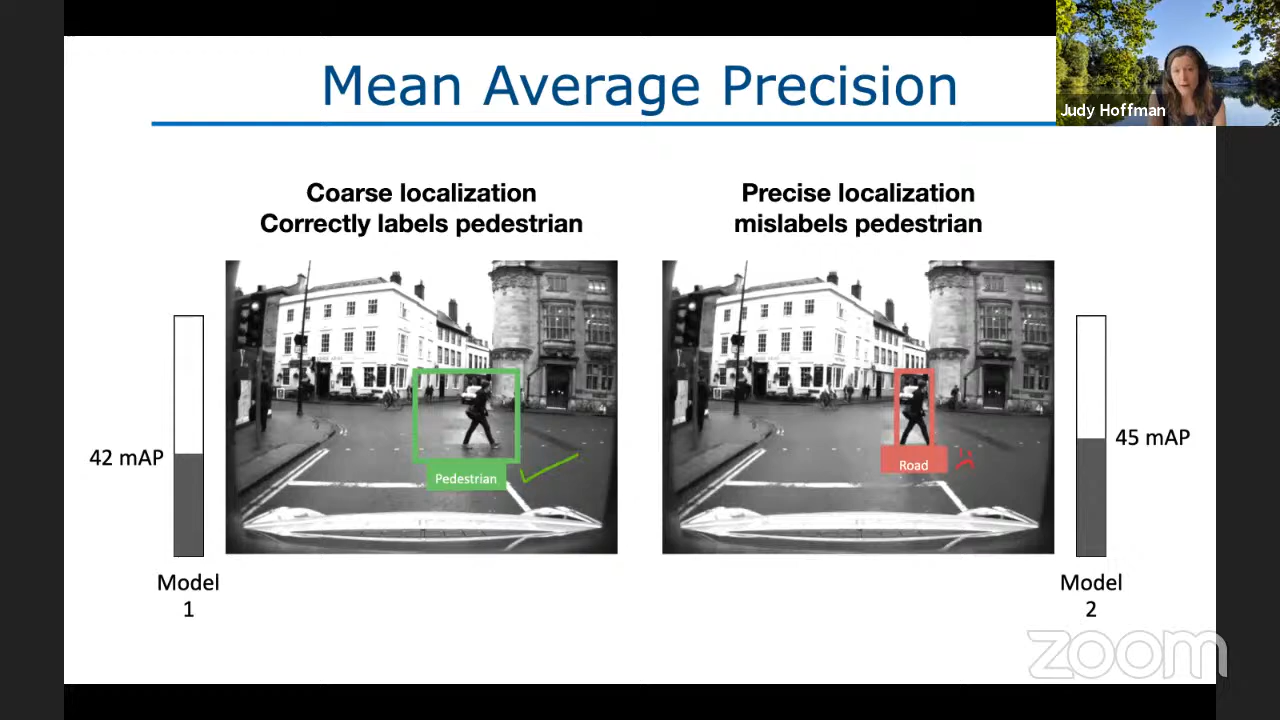 Mean Average Precision
Judy Hoffman
Coarse localization
Correctly labels pedestrian
Precise localization
mislabels pedestrian
42 mAP
Pedestrian
Road
45 mAP
Model
1
Model
2
zoom